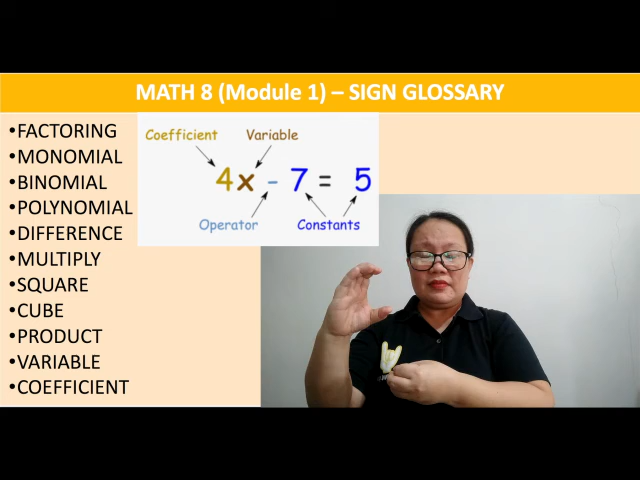 MATH 8 (Module 1) – SIGN GLOSSARY
•FACTORING
•MONOMIAL
•BINOMIAL
•POLYNOMIAL
•DIFFERENCE
•MULTIPLY
•SQUARE
•CUBE
•PRODUCT
•VARIABLE
•COEFFICIENT
Coefficient Variable
4x - 7 = 5
Operator Constants